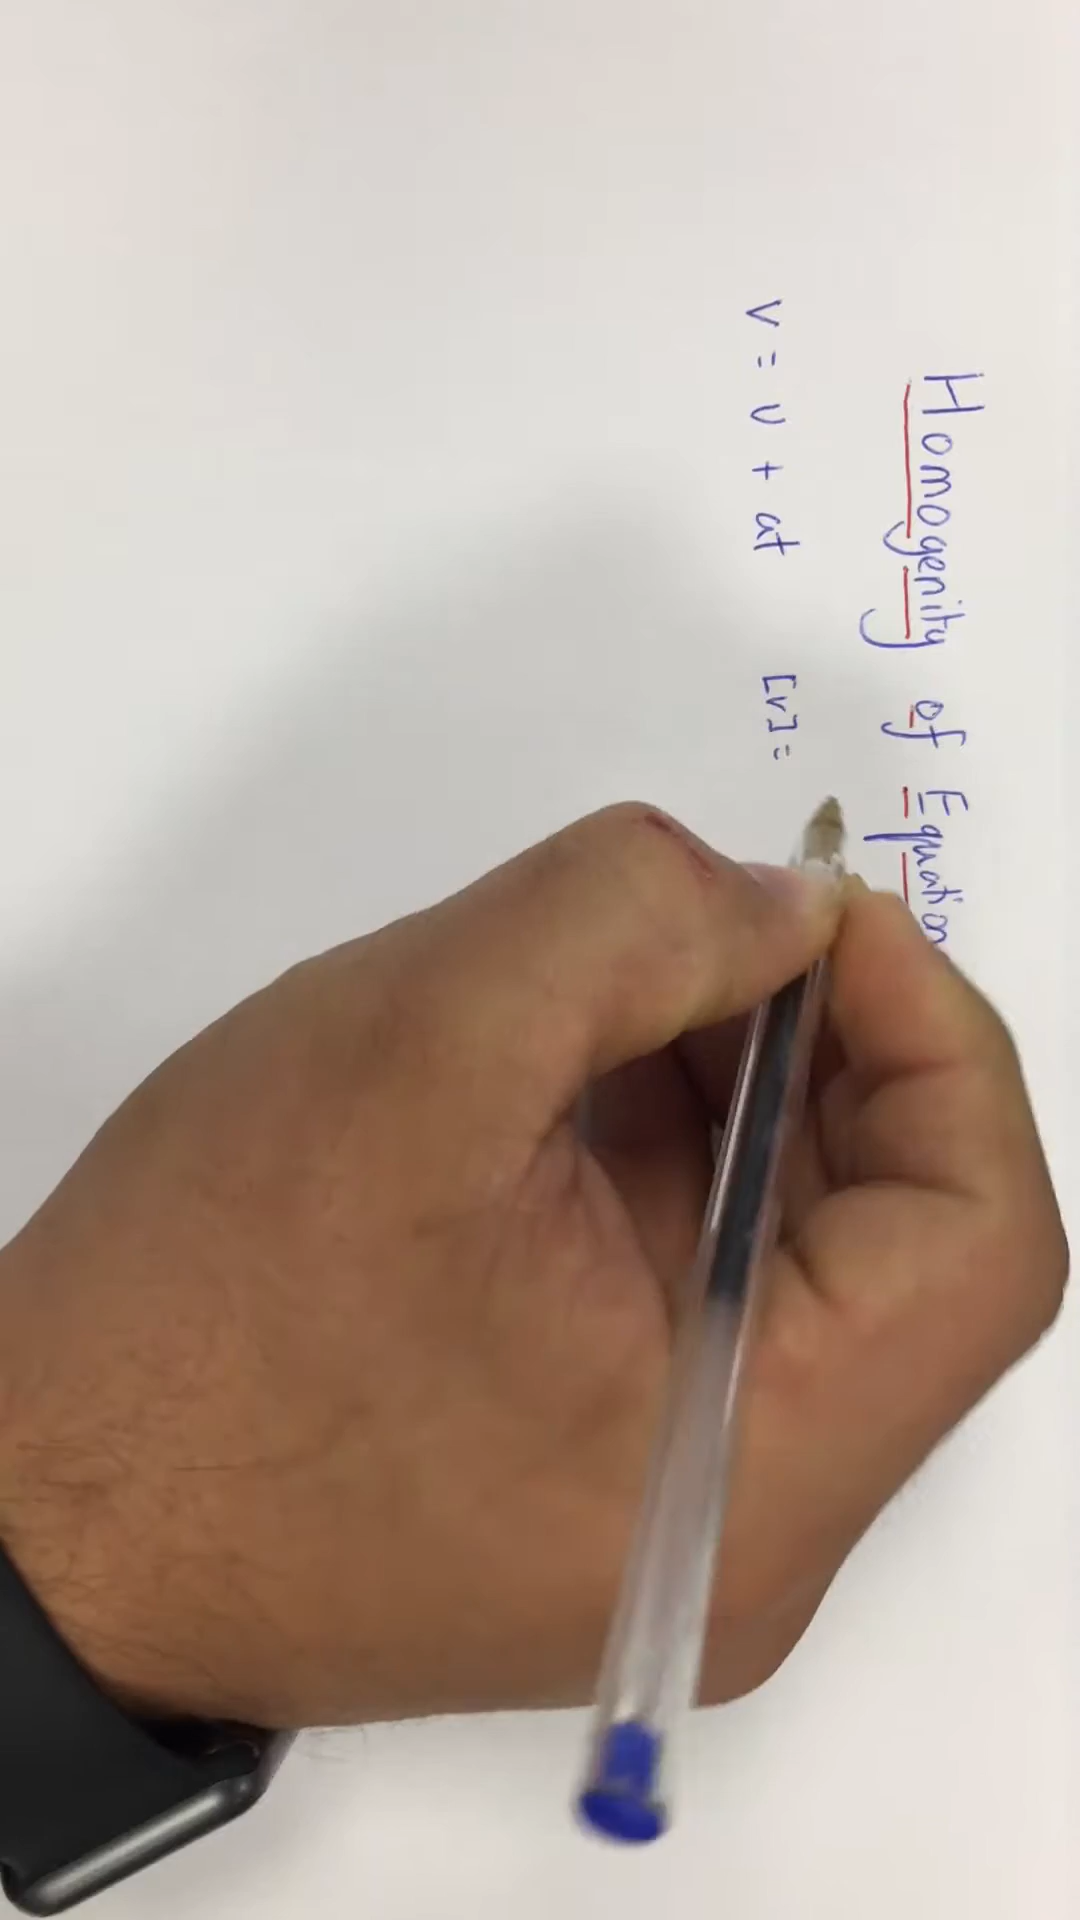 Homogenity of Equation
v = u + at [v] =